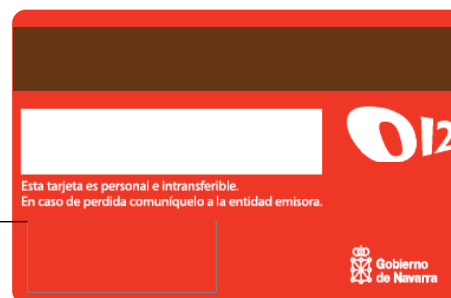 012
Esta tarjeta es personal e intransferible.
En caso de perdida comuníquelo a la entidad emisora.
Gobierno
de Navarra